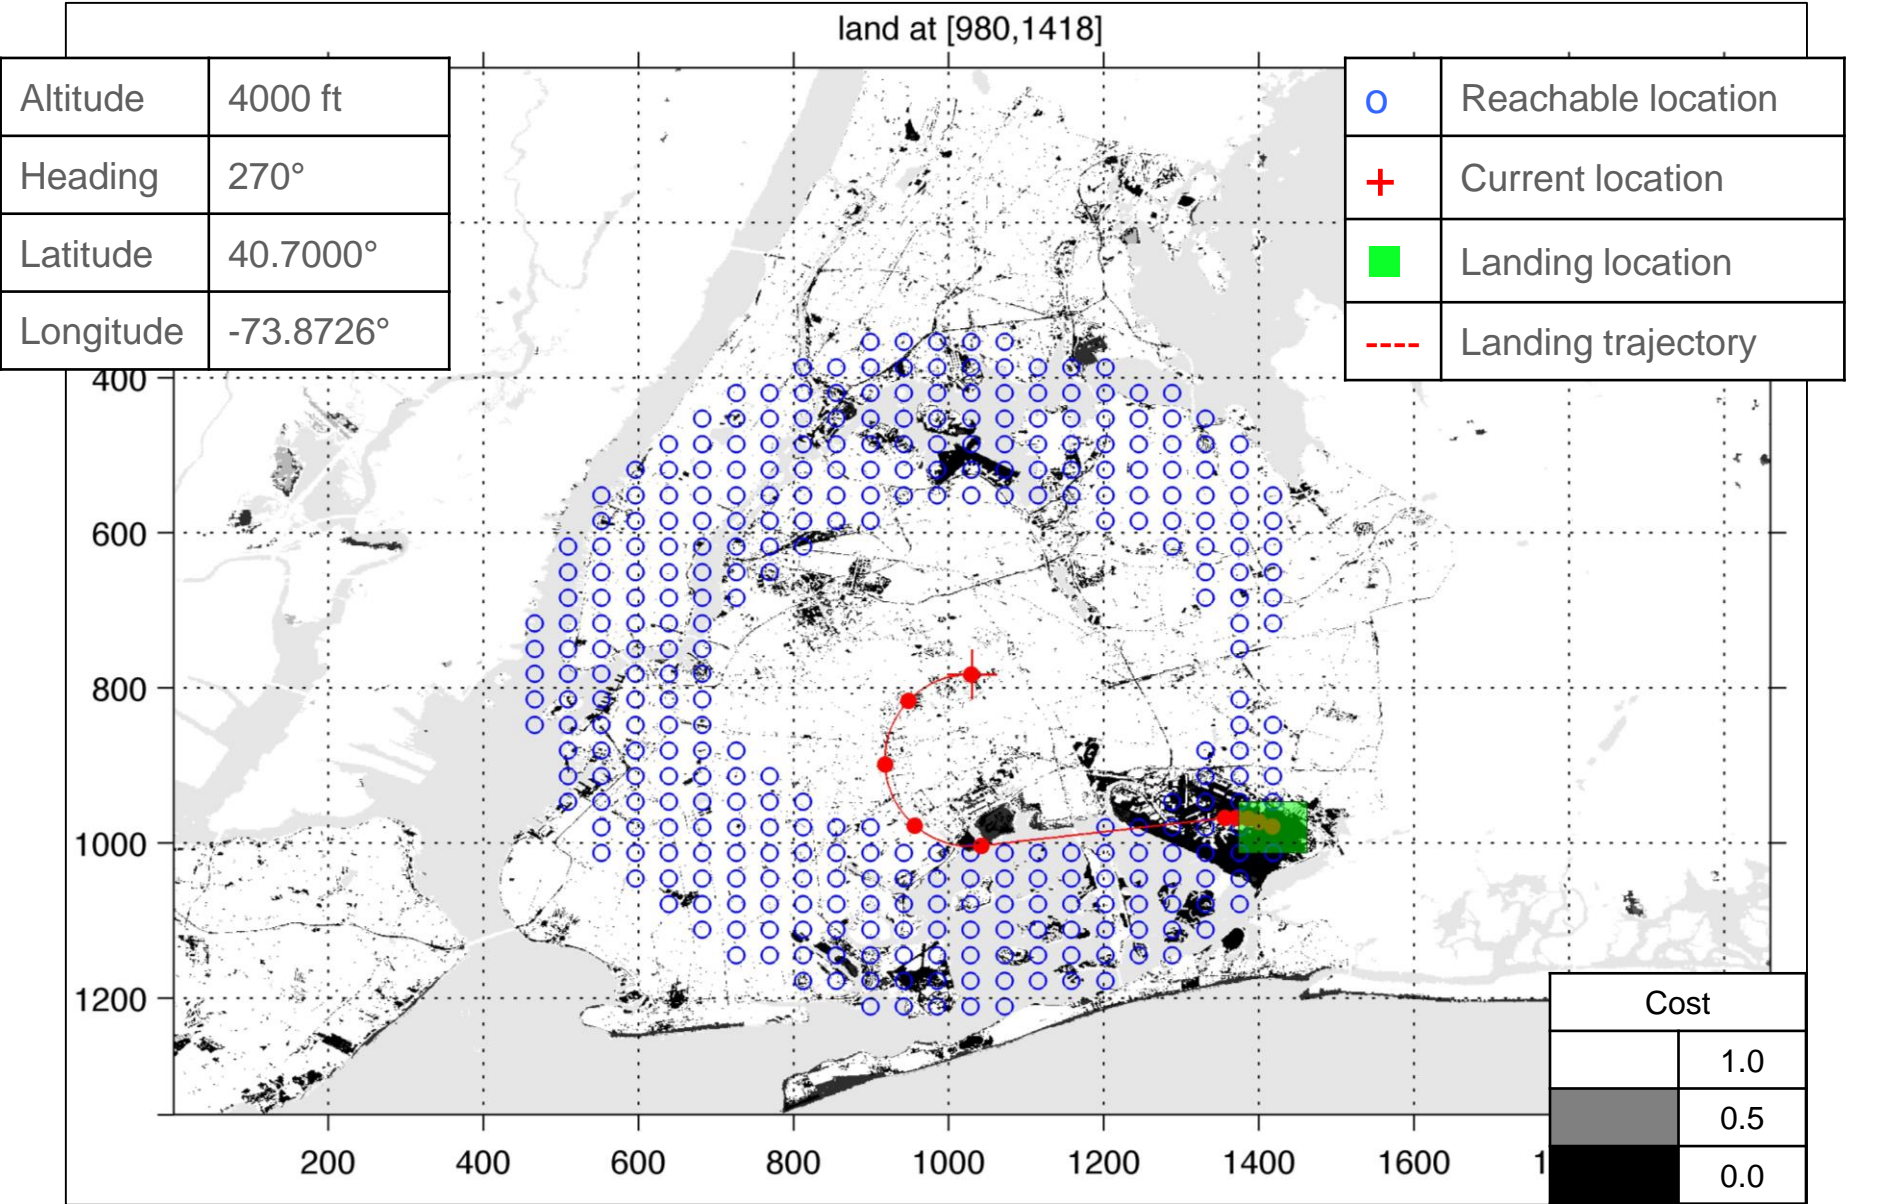 land at [980,1418]
Altitude 4000 ft
Heading 270°
Latitude 40.7000°
Longitude -73.8726°
o Reachable location
+ Current location
Landing location
---- Landing trajectory
400
600
800
1000
1200
200 400 600 800 1000 1200 1400 1600 1
Cost
1.0
0.5
0.0